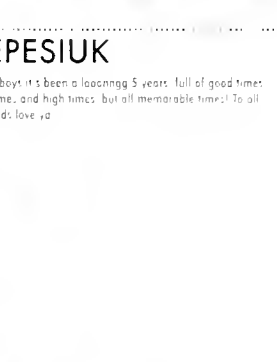 EPESIUK
boys it s been a looonngg 5 years full of good times
me, and high times but all memorable times! To all
ds love ya